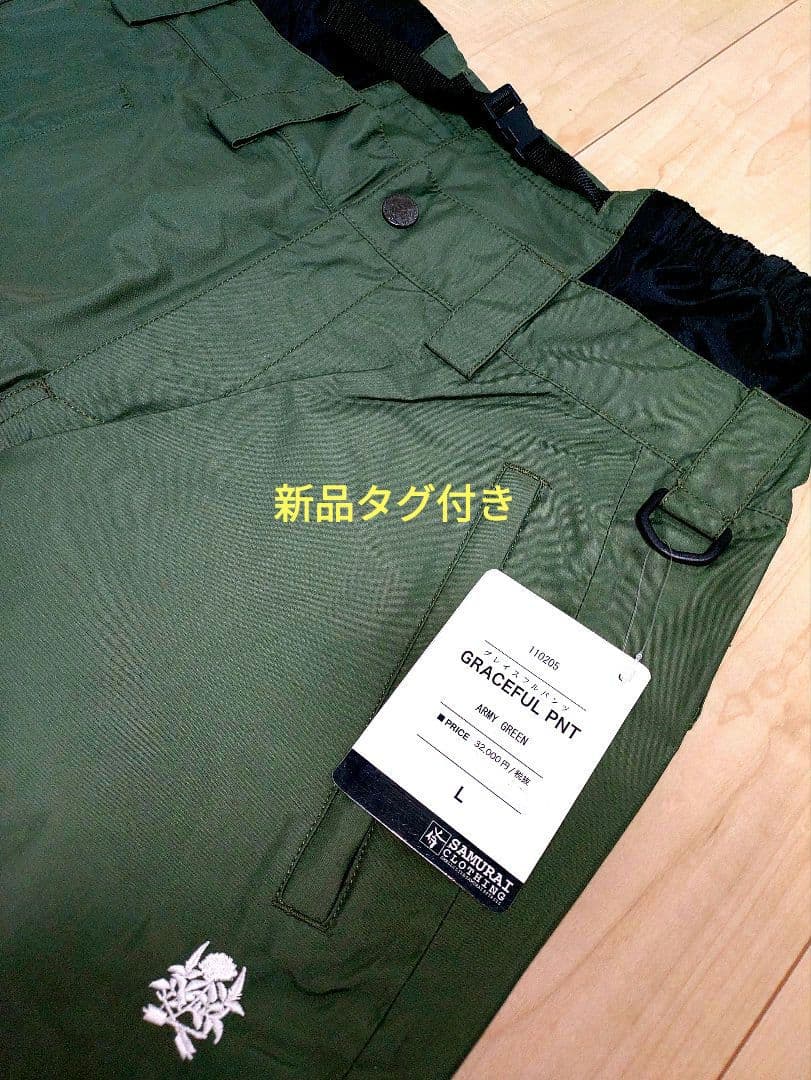 新品タグ付き
110205
グレイスフルパンツ
GRACEFUL PNT
ARMY GREEN
■PRICE 32,000円/税抜
L
侍 SAMURAI
CLOTHING